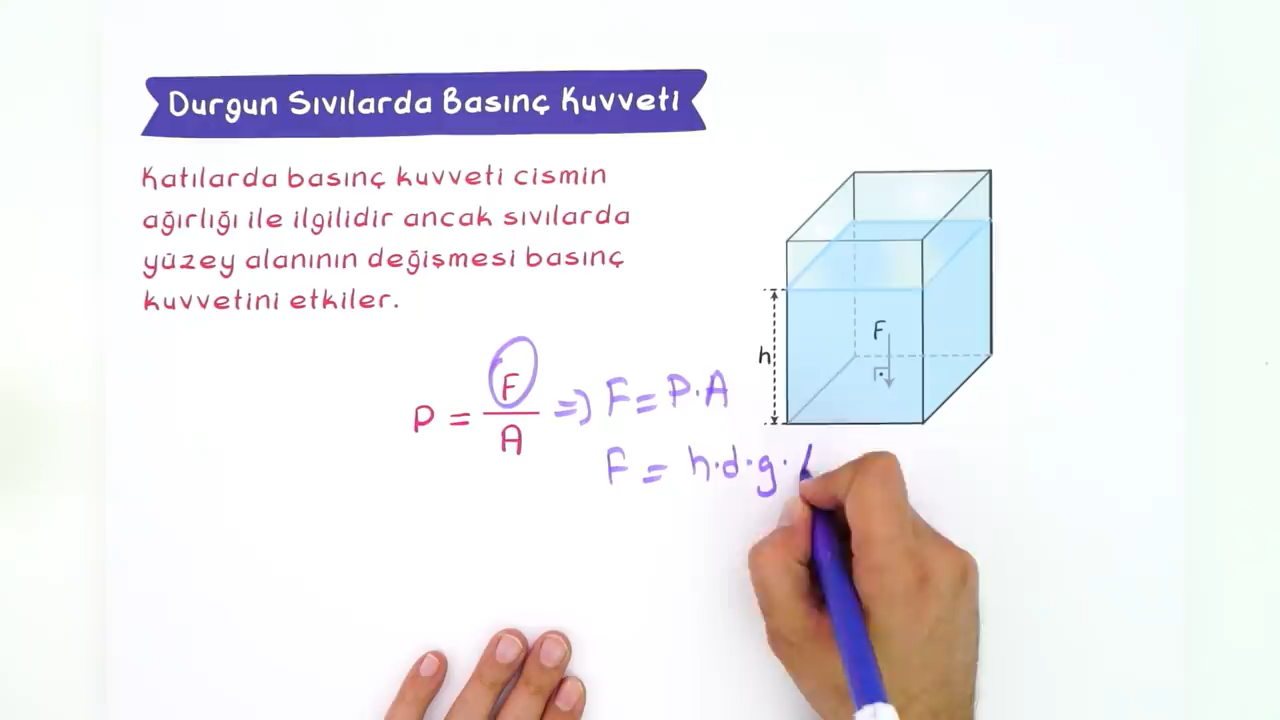 Durgun Sıvılarda Basınç Kuvveti
Katılarda basınç kuvveti cismin
ağırlığı ile ilgilidir ancak sıvılarda
yüzey alanının değişmesi basınç
kuvvetini etkiler.
P = F/A => F = P·A
F = h·d·g·
h
F